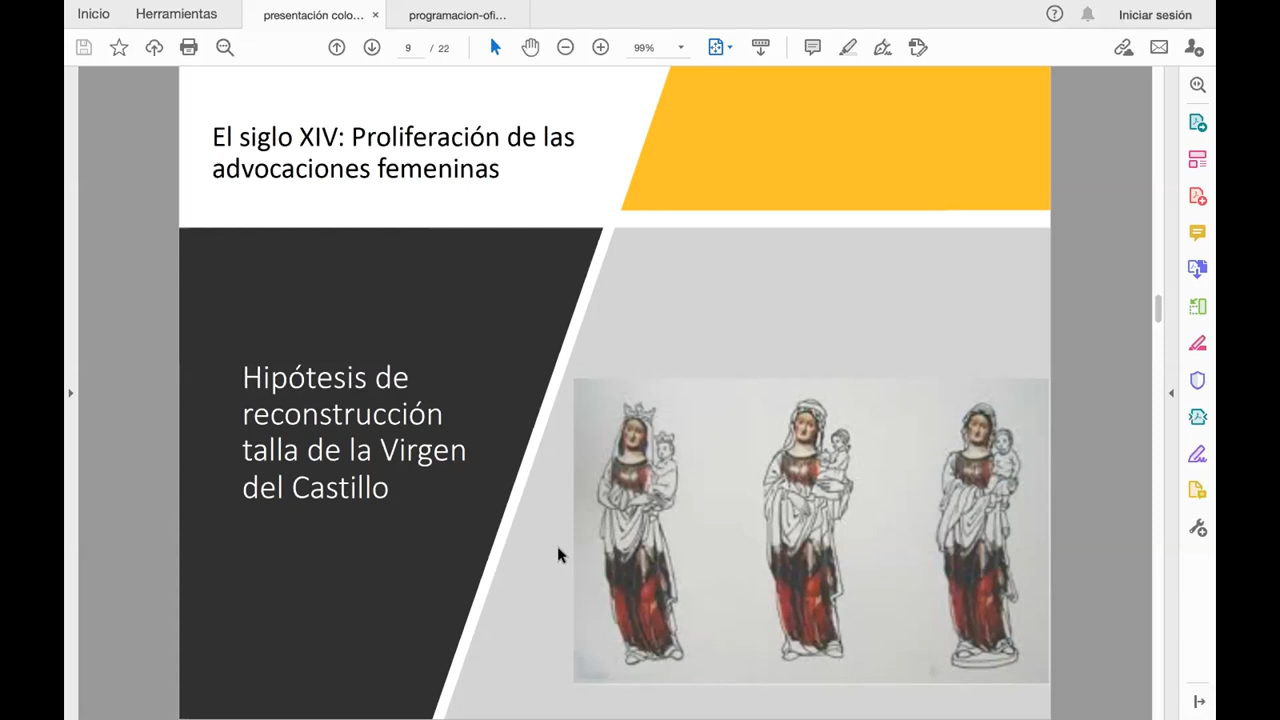 Inicio
Herramientas
presentación colo...
programacion-ofi...
Iniciar sesión
9
/ 22
99%
El siglo XIV: Proliferación de las
advocaciones femeninas
Hipótesis de
reconstrucción
talla de la Virgen
del Castillo